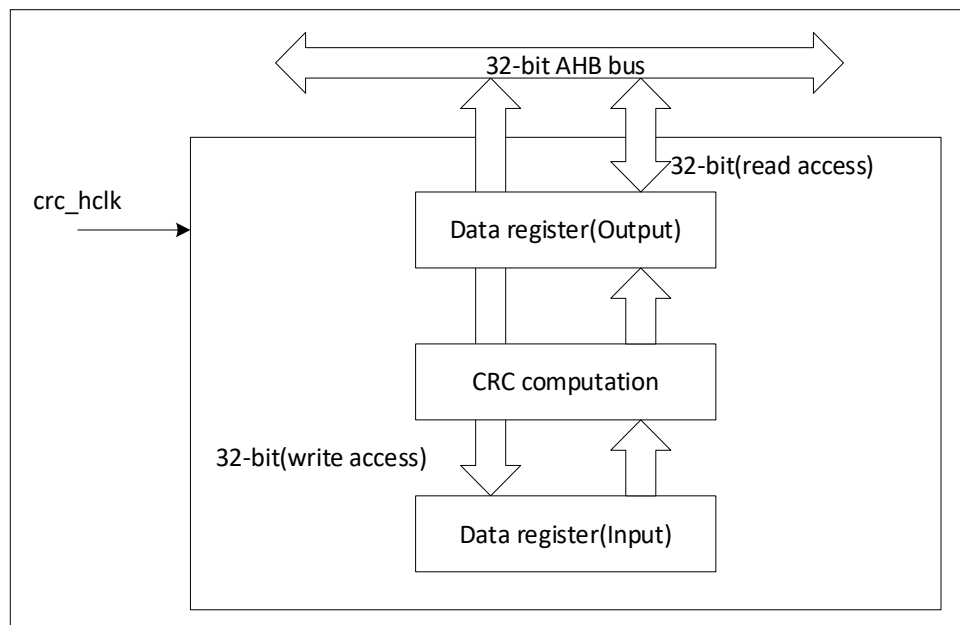 32-bit AHB bus
32-bit(read access)
crc_hclk
Data register(Output)
CRC computation
32-bit(write access)
Data register(Input)